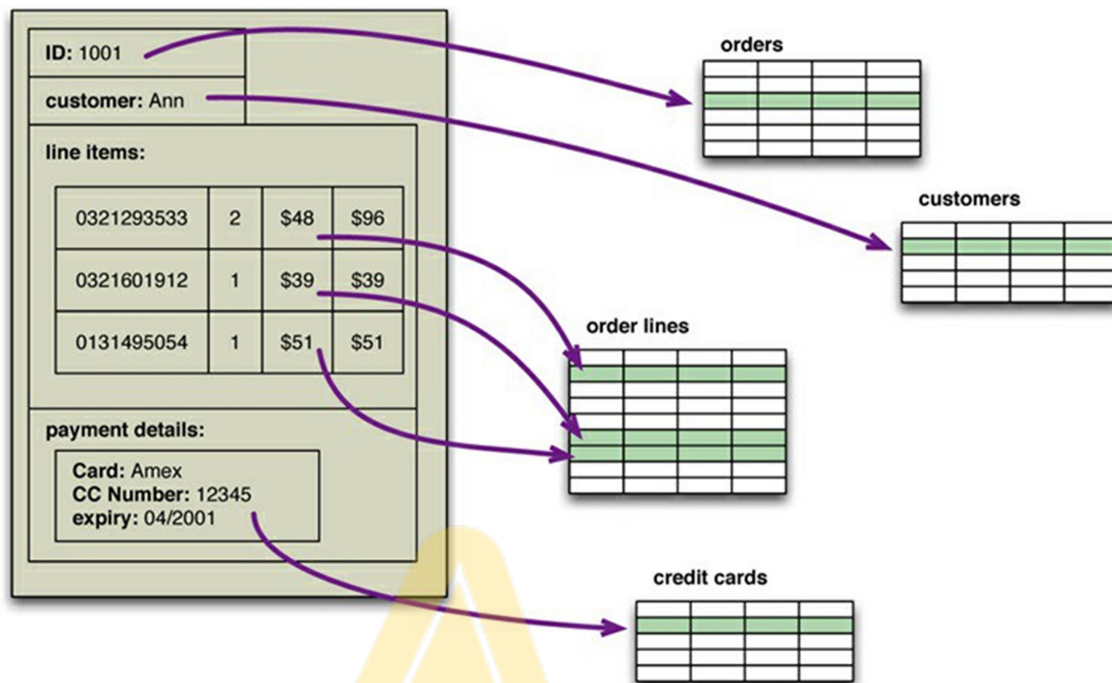 ID: 1001
customer: Ann
line items:
0321293533 2 $48 $96
0321601912 1 $39 $39
0131495054 1 $51 $51
payment details:
Card: Amex
CC Number: 12345
expiry: 04/2001
orders
customers
order lines
credit cards